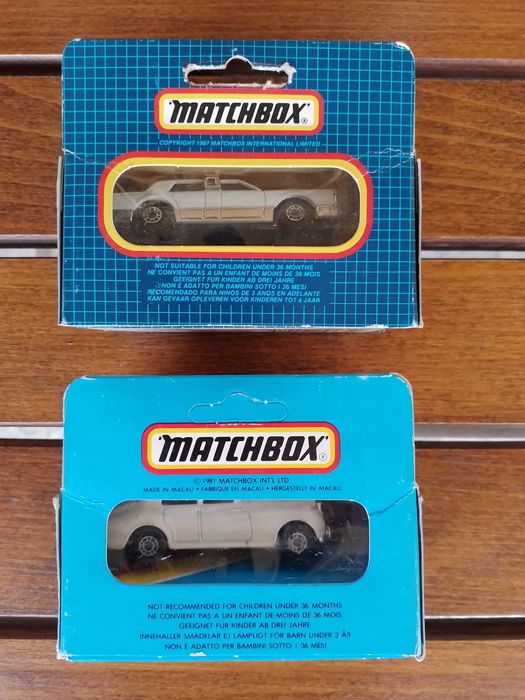 MATCHBOX®
COPYRIGHT 1987 MATCHBOX INTERNATIONAL LIMITED
NOT SUITABLE FOR CHILDREN UNDER 36 MONTHS
NE CONVIENT PAS A UN ENFANT DE MOINS DE 36 MOIS
GEEIGNET FUR KINDER AB DREI JAHRE
NON E ADATTO PER BAMBINI SOTTO I 36 MESI
RECOMENDADO PARA NINOS DE 3 ANOS EN ADELANTE
KAN GEVAAR OPLEVEREN VOOR KINDEREN TOT 4 JAAR
MATCHBOX®
© 1981 MATCHBOX INT'L LTD.
MADE IN MACAU • FABRIQUE EN MACAU • HERGESTELLT IN MACAU
NOT RECOMMENDED FOR CHILDREN UNDER 36 MONTHS
NE CONVIENT PAS A UN ENFANT DE MOINS DE 36 MOIS
GEEIGNET FÜR KINDER AB DREI JAHRE
INNEHALLER SMADELAR EJ LAMPLIGT FÖR BARN UNDER 3 ÅR
NON E ADATTO PER BAMBINI SOTTO I 36 MESI